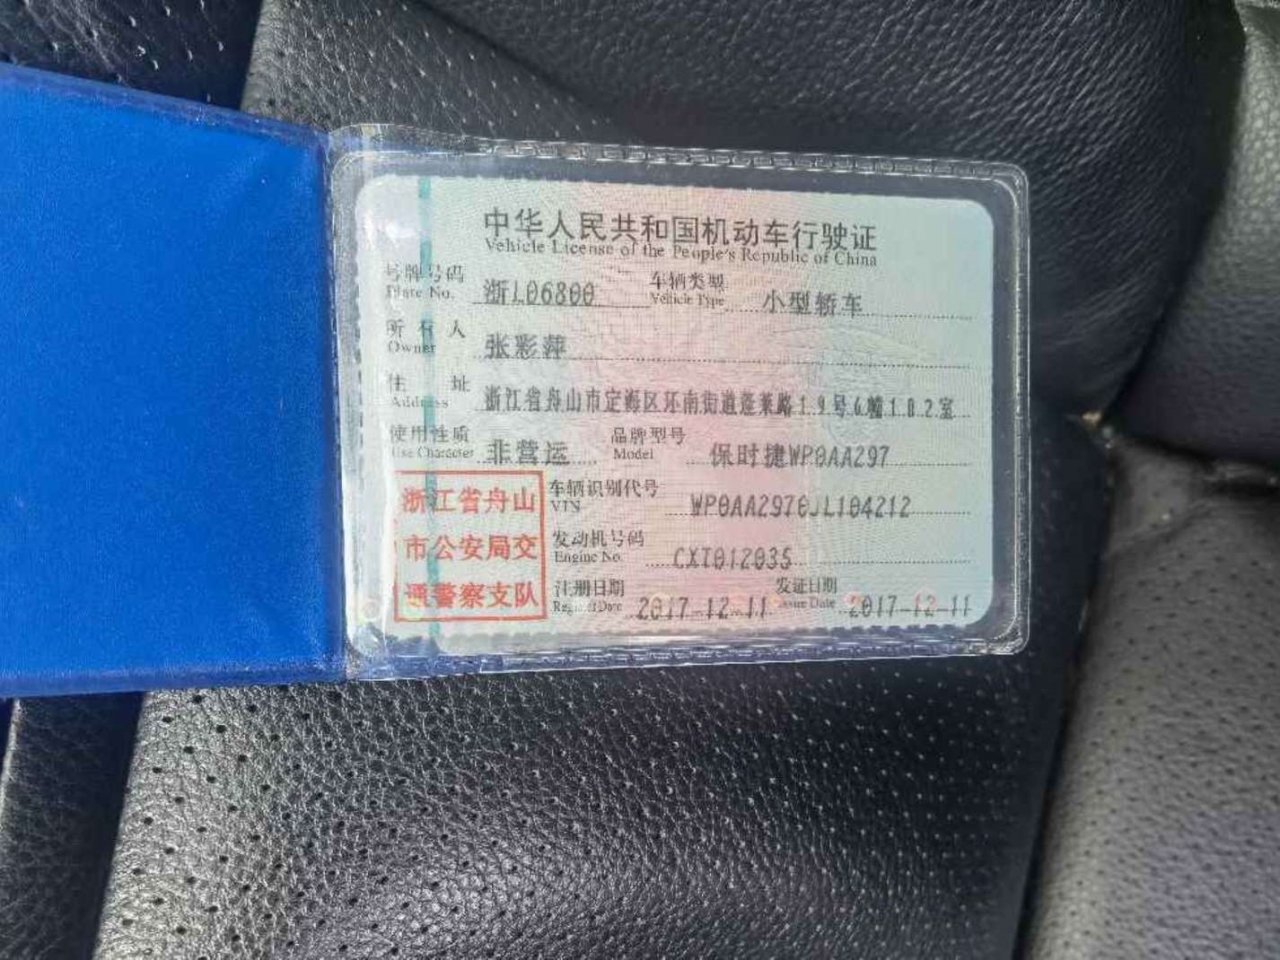 中华人民共和国机动车行驶证
Vehicle License of the People's Republic of China
号牌号码 浙L06800 车辆类型 小型轿车
Plate No. Vehicle Type
所有人 张彩萍
Owner
住址 浙江省舟山市定海区环南街道蓬莱路19号6幢102室
Address
使用性质 非营运 品牌型号 保时捷WP0AA297
Use Character Model
浙江省舟山 车辆识别代号 WP0AA2970JL104212
VIN
市公安局交 发动机号码 CXT012035
Engine No.
通警察支队 注册日期 2017-12-11 发证日期 2017-12-11
Register Date Issue Date